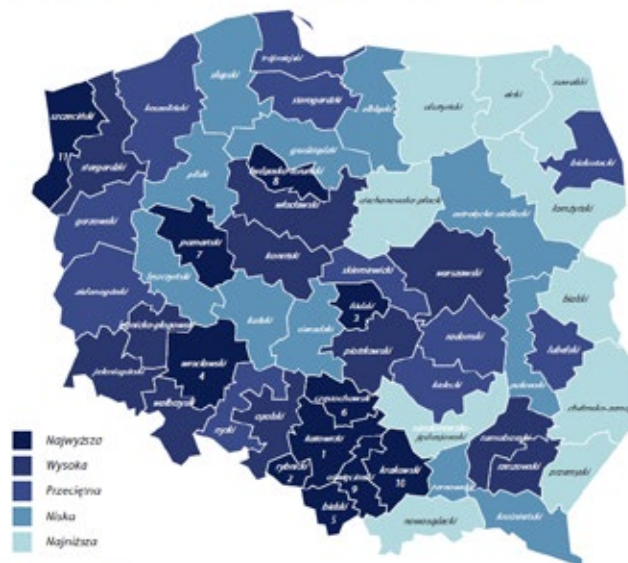 trójmiejski
słupski
suwalski
ełcki
olsztyński
elbląski
koszaliński
starogardzki
szczeciński
11
stargardzki
grudziądzki
białostocki
pilski
bydgosko-toruński
8
włocławski
ciechanowsko-płocki
ostrołęcko-siedlecki
łomżyński
gorzowski
poznański
7
koniński
skierniewicki
warszawski
zielonogórski
leszczyński
bialski
łódzki
3
kaliski
sieradzki
radomski
lubelski
puławski
legnicko-głogowski
wrocławski
4
piotrkowski
jeleniogórski
kielecki
wałbrzyski
częstochowski
6
nyski
opolski
sandomiersko-
jędrzejowski
tarnobrzeski
katowicki
1
rzeszowski
przemyski
rybnicki
2
krakowski
10
9
tarnowski
bielski
5
nowosądecki
krośnieński
Najwyższa
Wysoka
Przeciętna
Niska
Najniższa